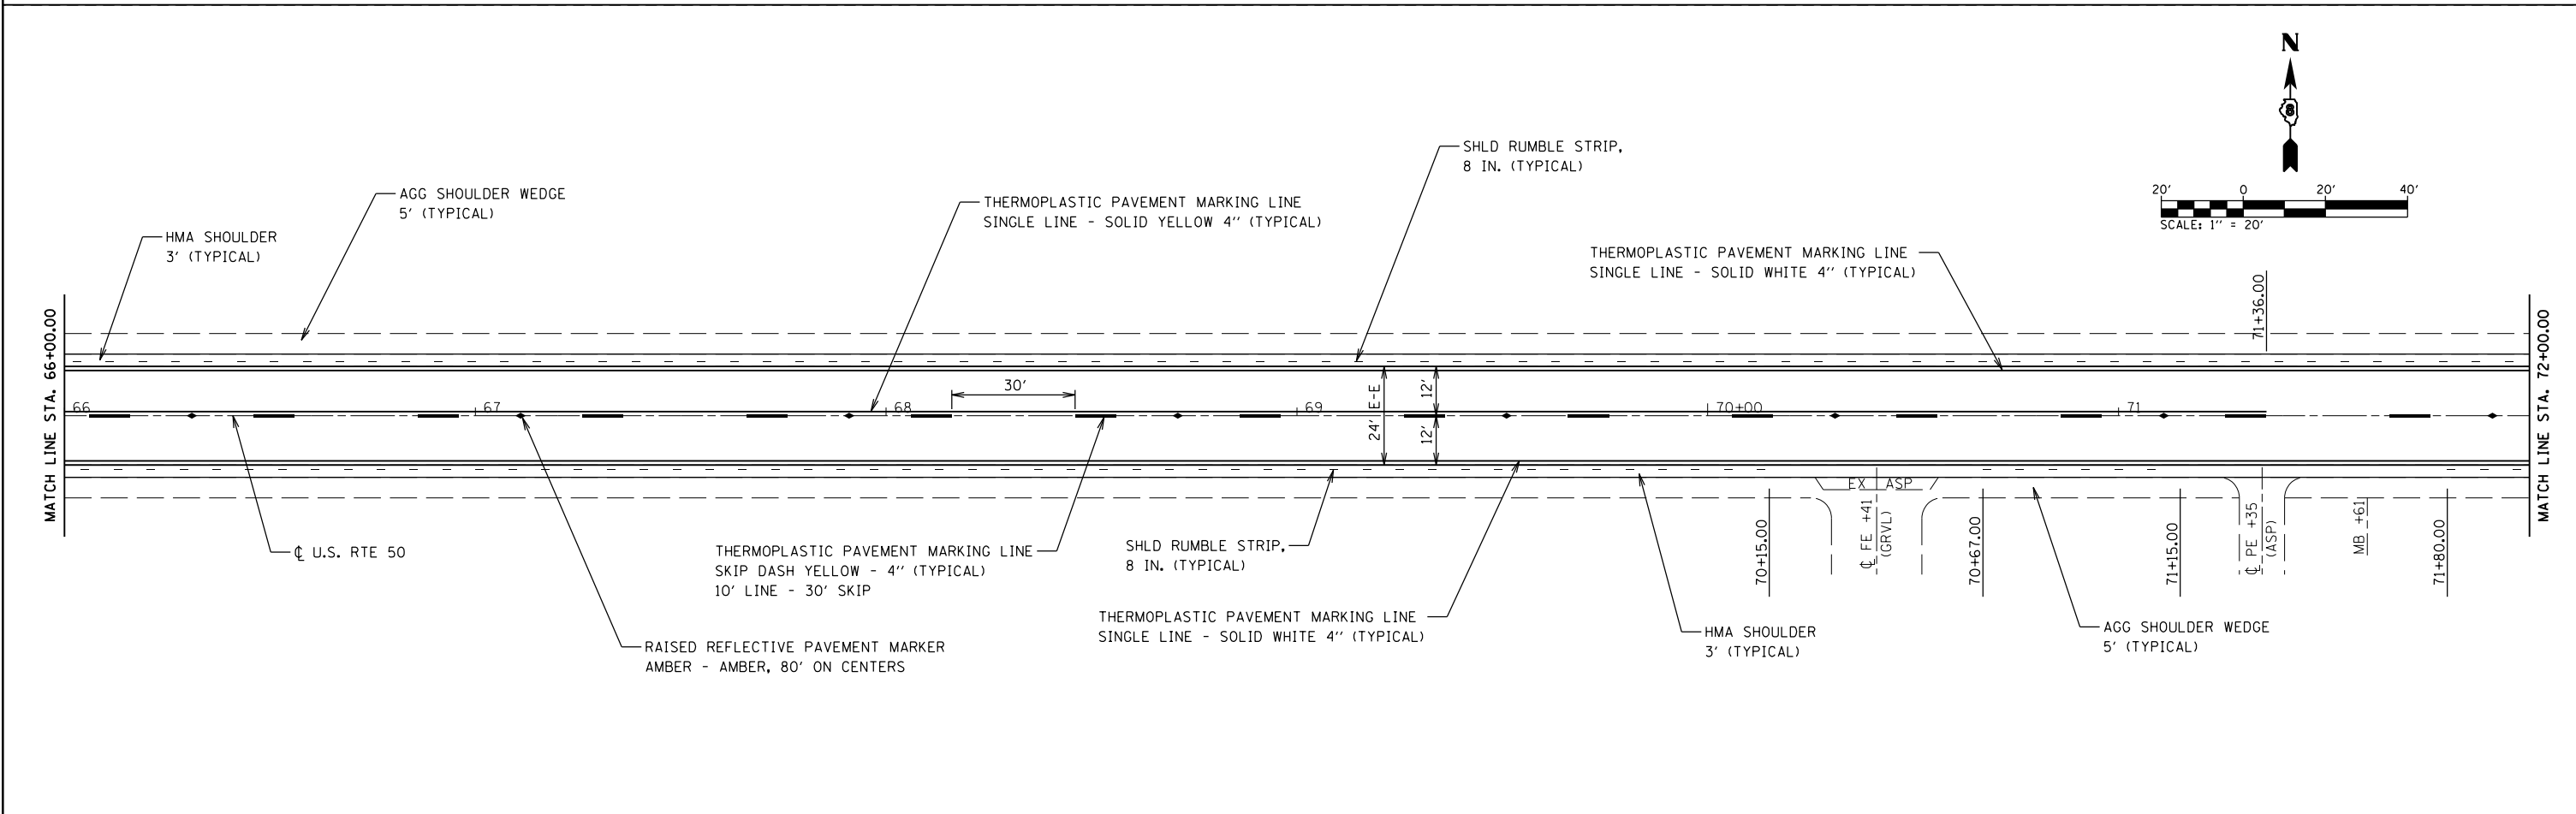 N
8
20' 0 20' 40'
SCALE: 1'' = 20'
SHLD RUMBLE STRIP,
8 IN. (TYPICAL)
AGG SHOULDER WEDGE
5' (TYPICAL)
THERMOPLASTIC PAVEMENT MARKING LINE
SINGLE LINE - SOLID YELLOW 4'' (TYPICAL)
HMA SHOULDER
3' (TYPICAL)
THERMOPLASTIC PAVEMENT MARKING LINE
SINGLE LINE - SOLID WHITE 4'' (TYPICAL)
71+36.00
MATCH LINE STA. 66+00.00
MATCH LINE STA. 72+00.00
30'
24' E-E
12'
12'
66 67 68 69 70+00 71
EX ASP
℄ FE +41
(GRVL)
℄ PE +35
(ASP)
MB +61
70+15.00
70+67.00
71+15.00
71+80.00
℄ U.S. RTE 50
THERMOPLASTIC PAVEMENT MARKING LINE
SKIP DASH YELLOW - 4'' (TYPICAL)
10' LINE - 30' SKIP
SHLD RUMBLE STRIP,
8 IN. (TYPICAL)
THERMOPLASTIC PAVEMENT MARKING LINE
SINGLE LINE - SOLID WHITE 4'' (TYPICAL)
RAISED REFLECTIVE PAVEMENT MARKER
AMBER - AMBER, 80' ON CENTERS
HMA SHOULDER
3' (TYPICAL)
AGG SHOULDER WEDGE
5' (TYPICAL)